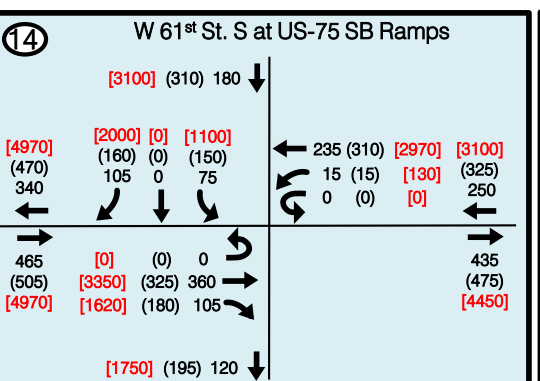 14
W 61st St. S at US-75 SB Ramps
[3100] (310) 180
[2000] [0] [1100]
(160) (0) (150)
105 0 75
[4970]
(470)
340
235 (310) [2970]
15 (15) [130]
0 (0) [0]
[3100]
(325)
250
465
(505)
[4970]
[0] (0) 0
[3350] (325) 360
[1620] (180) 105
435
(475)
[4450]
[1750] (195) 120